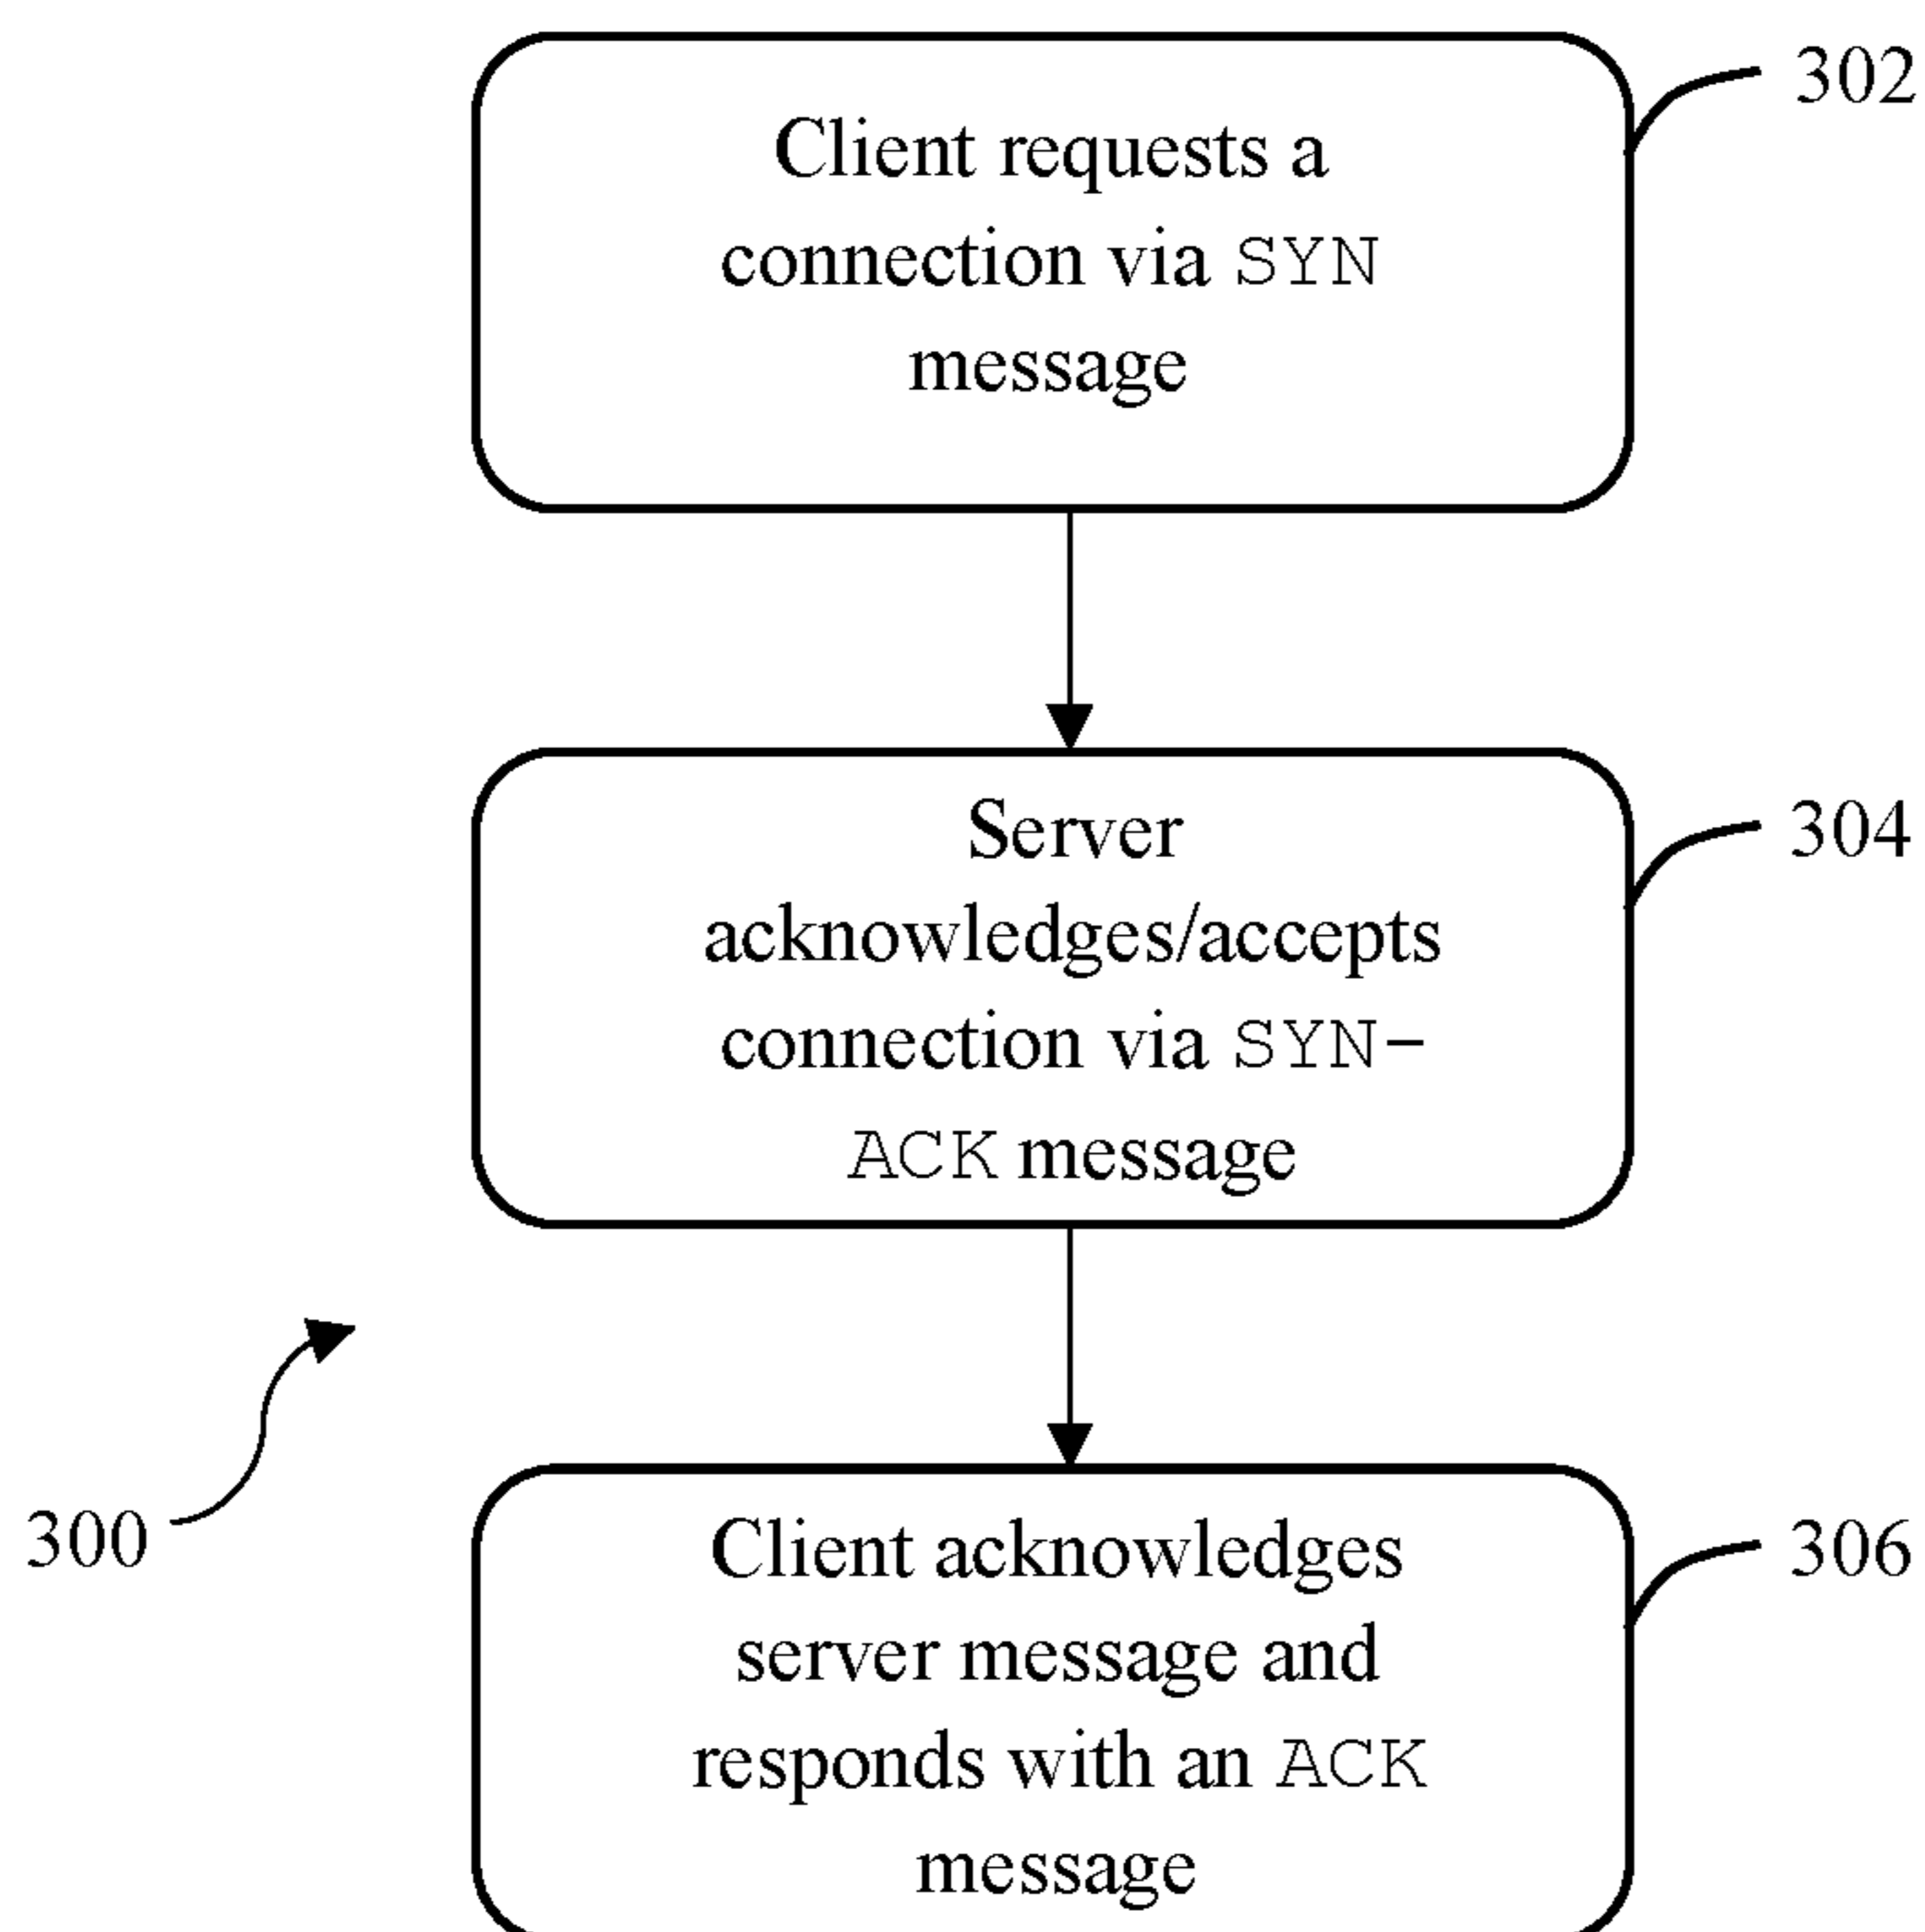 302
Client requests a
connection via SYN
message
304
Server
acknowledges/accepts
connection via SYN-
ACK message
300
306
Client acknowledges
server message and
responds with an ACK
message